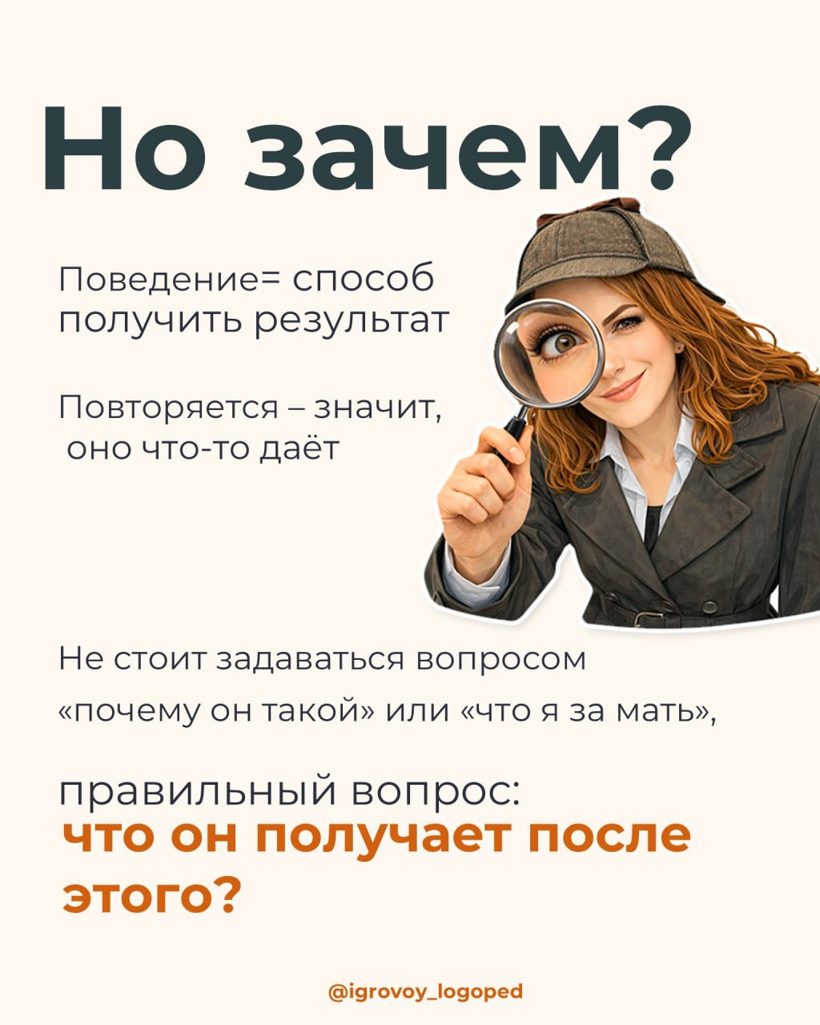 Но зачем?
Поведение= способ
получить результат
Повторяется – значит,
оно что-то даёт
Не стоит задаваться вопросом
«почему он такой» или «что я за мать»,
правильный вопрос:
что он получает после
этого?
@igrovoy_logoped